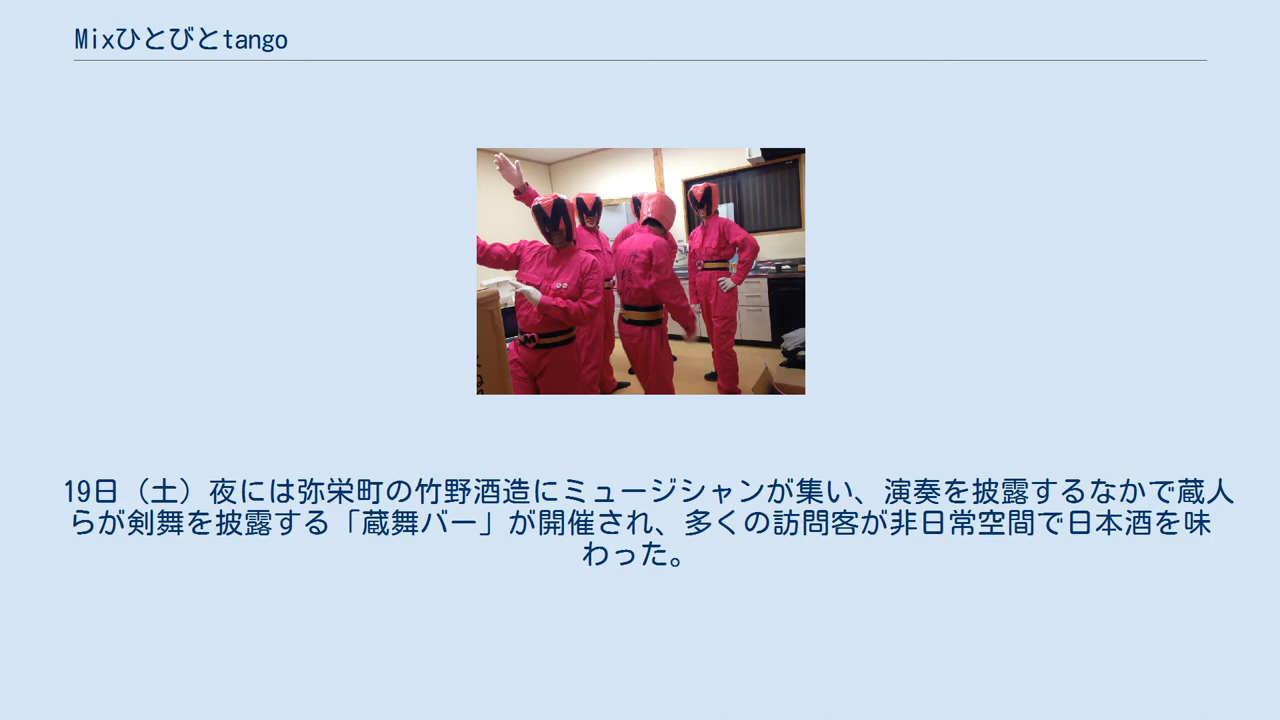 Mixひとびとtango
19日（土）夜には弥栄町の竹野酒造にミュージシャンが集い、演奏を披露するなかで蔵人
らが剣舞を披露する「蔵舞バー」が開催され、多くの訪問客が非日常空間で日本酒を味
わった。